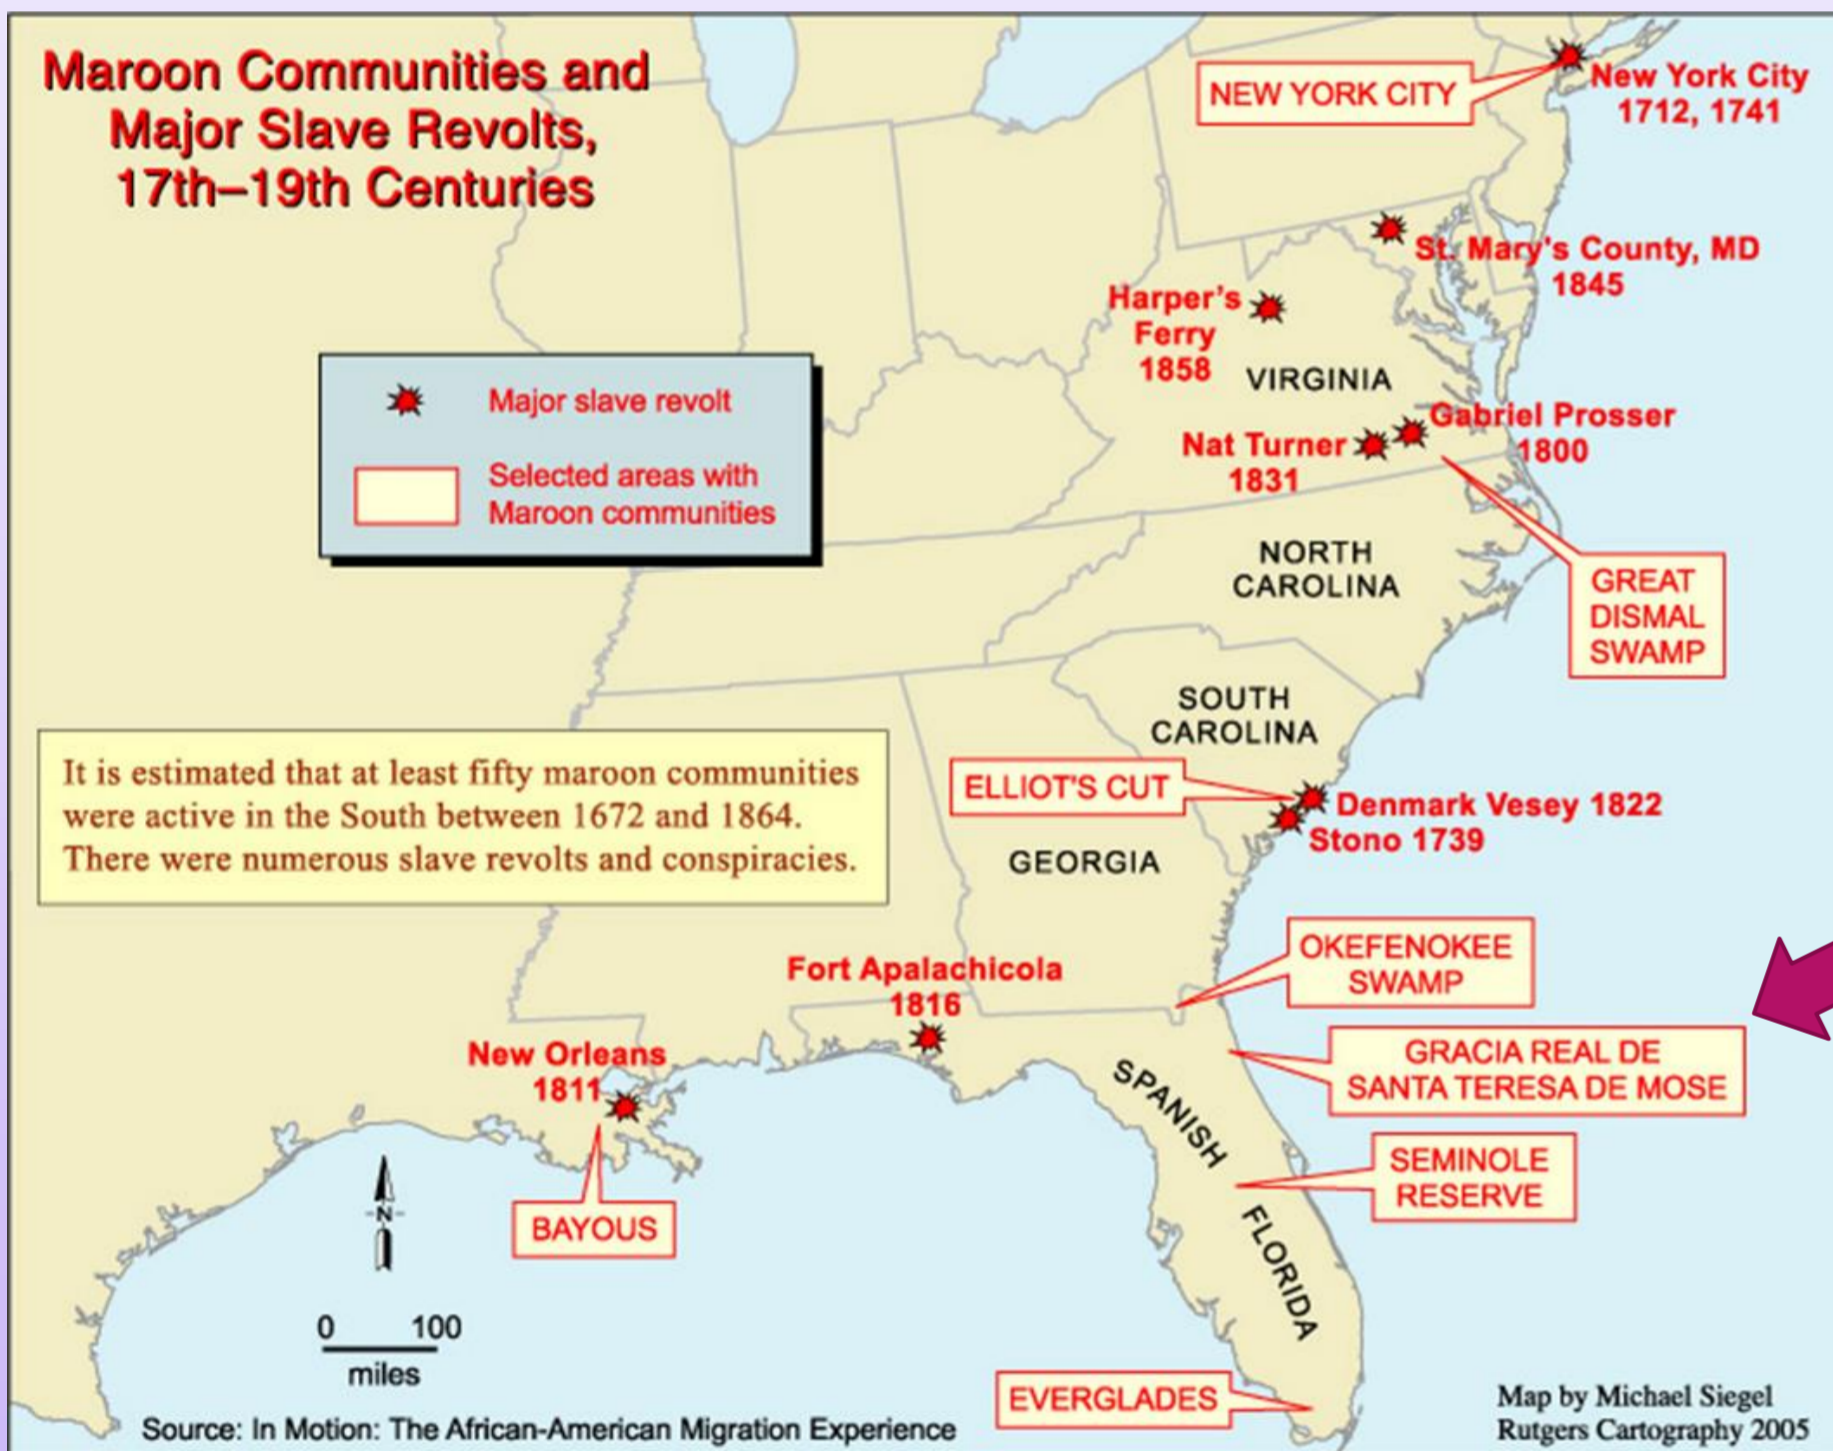 Maroon Communities and
Major Slave Revolts,
17th–19th Centuries
NEW YORK CITY
New York City
1712, 1741
St. Mary's County, MD
1845
Harper's
Ferry
1858
VIRGINIA
Major slave revolt
Selected areas with
Maroon communities
Gabriel Prosser
1800
Nat Turner
1831
NORTH
CAROLINA
GREAT
DISMAL
SWAMP
SOUTH
CAROLINA
It is estimated that at least fifty maroon communities
were active in the South between 1672 and 1864.
There were numerous slave revolts and conspiracies.
ELLIOT'S CUT
Denmark Vesey 1822
Stono 1739
GEORGIA
OKEFENOKEE
SWAMP
Fort Apalachicola
1816
New Orleans
1811
GRACIA REAL DE
SANTA TERESA DE MOSE
SPANISH
FLORIDA
SEMINOLE
RESERVE
BAYOUS
N
0 100
miles
EVERGLADES
Source: In Motion: The African-American Migration Experience
Map by Michael Siegel
Rutgers Cartography 2005